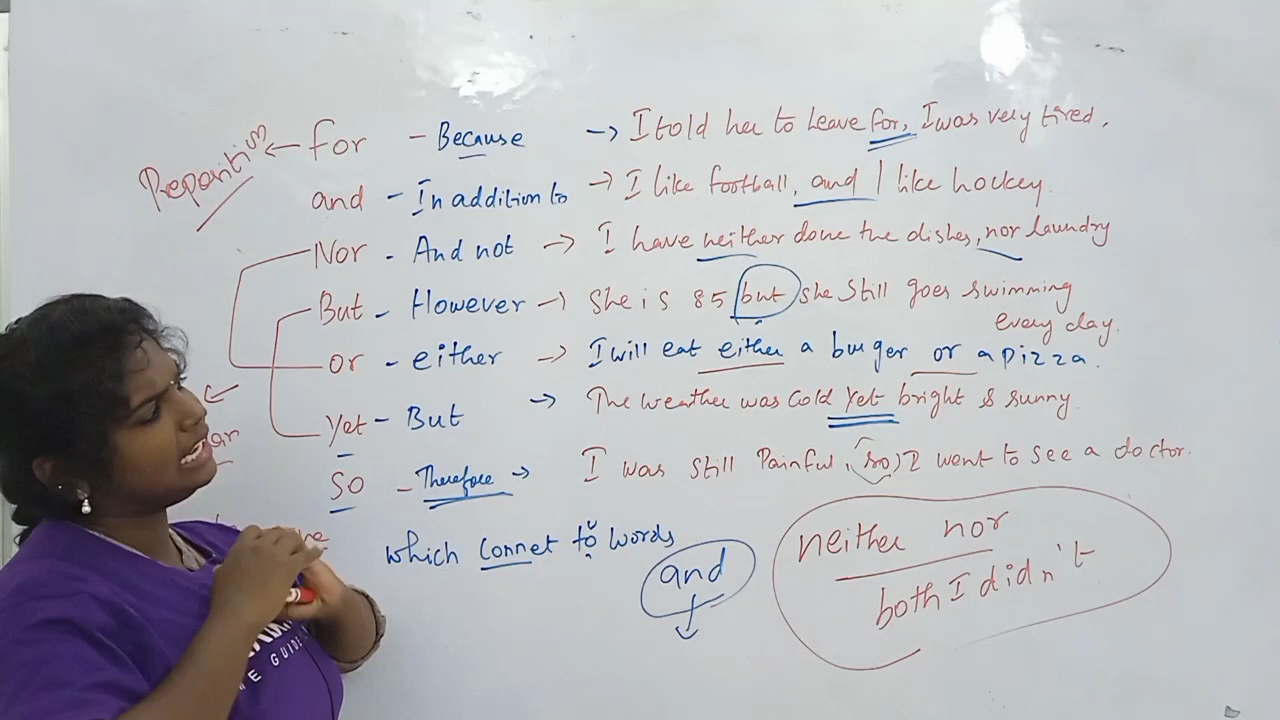 Preposition ← for - Because → I told her to leave for, I was very tired.
and - In addition to → I like football, and I like hockey.
Nor - And not → I have neither done the dishes, nor laundry
But - However → She is 85 but she still goes swimming
every day.
or - either → I will eat either a burger or a pizza.
Yet - But → The weather was cold yet bright & sunny.
So - Therefore → I was still Painful, (so) I went to see a doctor.
which connet to words
and
neither nor
both I didn't